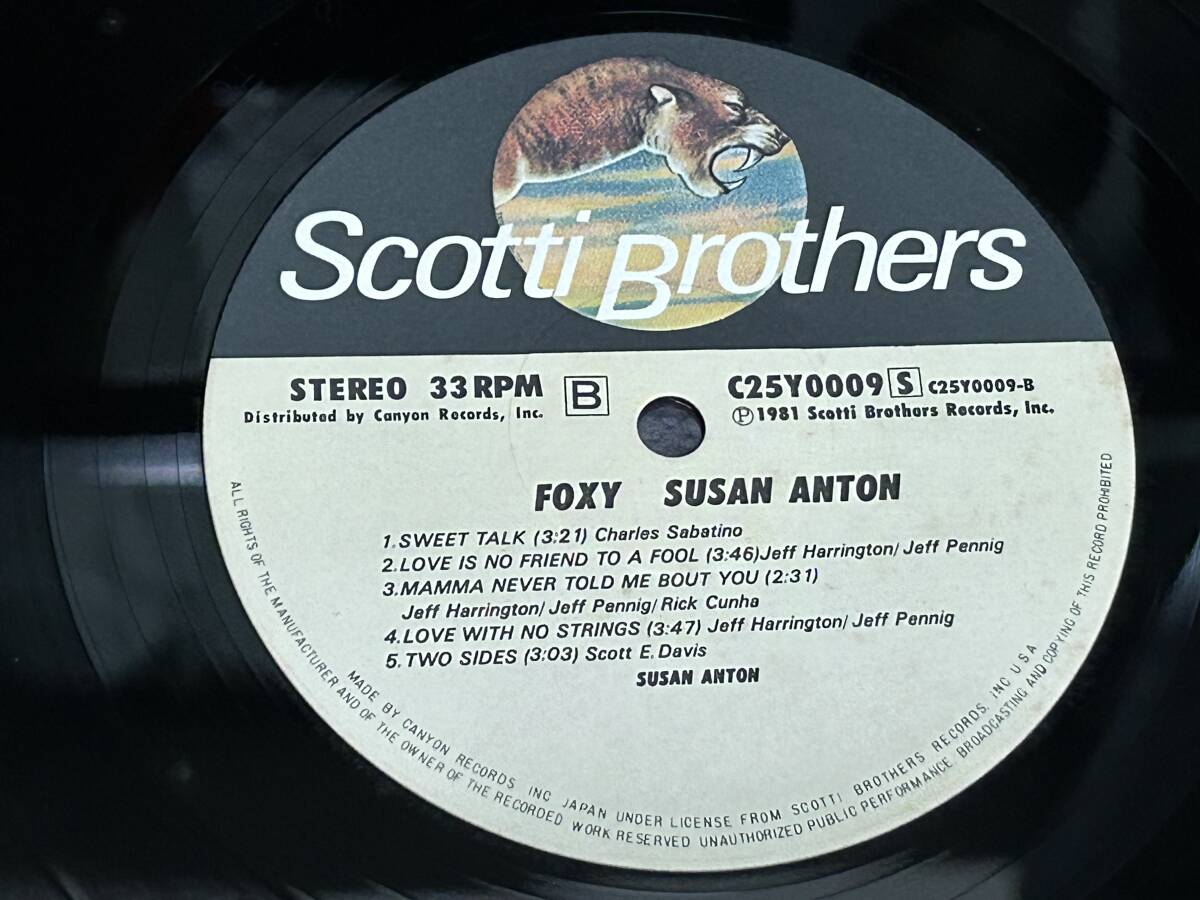 Scotti Brothers
STEREO 33 RPM B C25Y0009 S C25Y0009-B
Distributed by Canyon Records, Inc. Ⓟ1981 Scotti Brothers Records, Inc.
FOXY SUSAN ANTON
1. SWEET TALK (3:21) Charles Sabatino
2. LOVE IS NO FRIEND TO A FOOL (3:46) Jeff Harrington/Jeff Pennig
3. MAMMA NEVER TOLD ME BOUT YOU (2:31)
Jeff Harrington/Jeff Pennig/Rick Cunha
4. LOVE WITH NO STRINGS (3:47) Jeff Harrington/Jeff Pennig
5. TWO SIDES (3:03) Scott E. Davis
SUSAN ANTON
MADE BY CANYON RECORDS INC JAPAN UNDER LICENSE FROM SCOTTI BROTHERS RECORDS, INC U S A
ALL RIGHTS OF THE MANUFACTURER AND OF THE OWNER OF THE RECORDED WORK RESERVED UNAUTHORIZED PUBLIC PERFORMANCE BROADCASTING AND COPYING OF THIS RECORD PROHIBITED